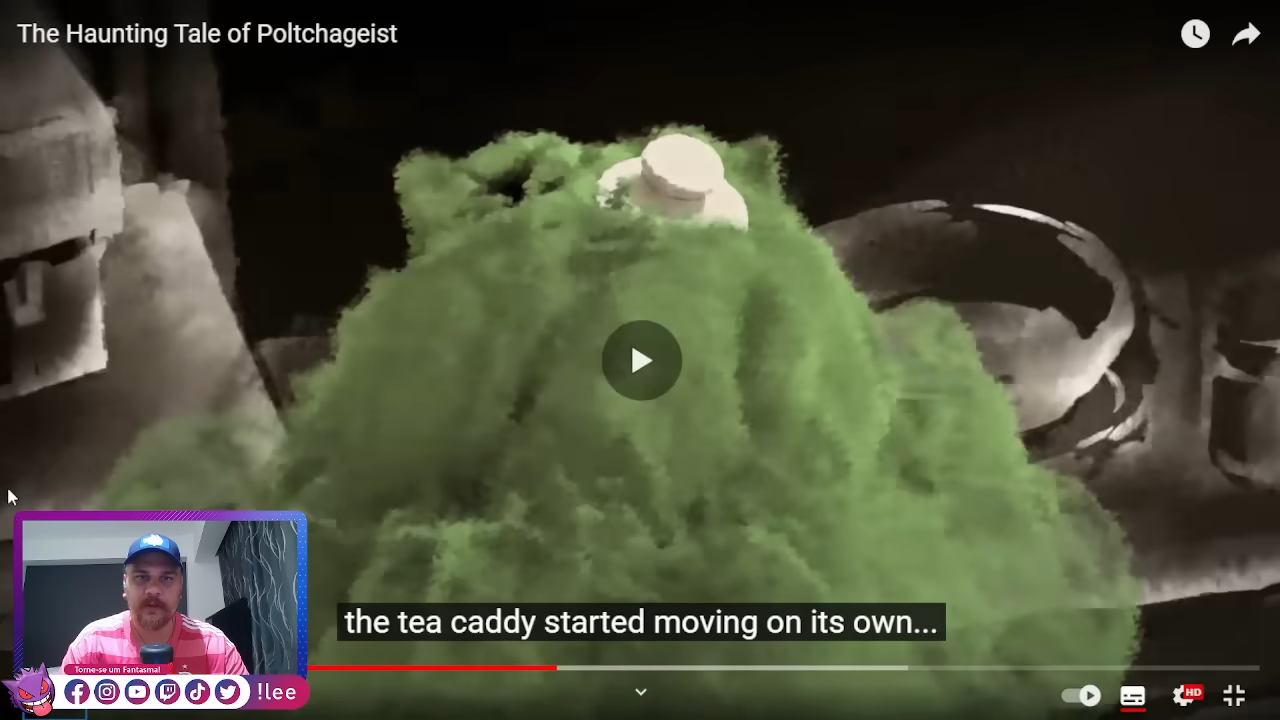 The Haunting Tale of Poltchageist
the tea caddy started moving on its own...
Torne-se um Fantasma!
!lee
HD